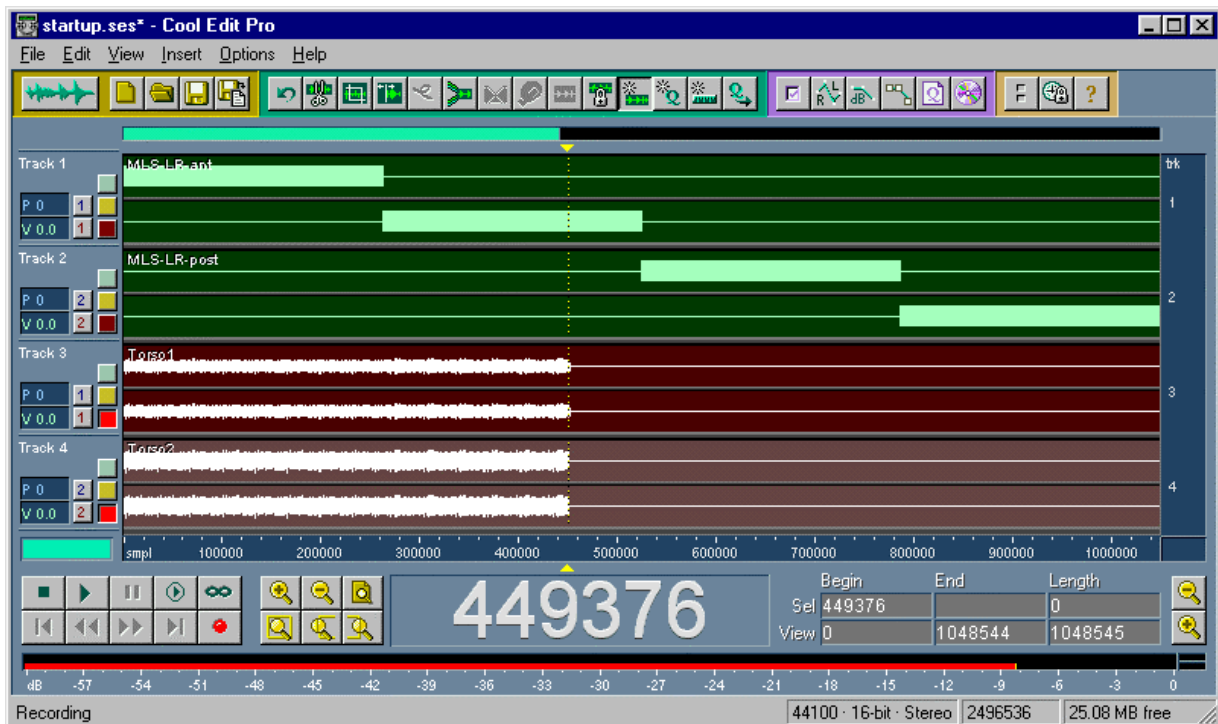 startup.ses* - Cool Edit Pro
File Edit View Insert Options Help
R L dB ?
Track 1
MLS-LR-ant
trk
P 0 1
V 0.0 1
1
Track 2
MLS-LR-post
P 0 2
V 0.0 2
2
Track 3
Torso1
P 0 1
V 0.0 1
3
Track 4
Torso2
P 0 2
V 0.0 2
4
smpl 100000 200000 300000 400000 500000 600000 700000 800000 900000 1000000
449376
Begin End Length
Sel 449376 0
View 0 1048544 1048545
dB -57 -54 -51 -48 -45 -42 -39 -36 -33 -30 -27 -24 -21 -18 -15 -12 -9 -6 -3 0
Recording
44100 · 16-bit · Stereo 2496536 25.08 MB free